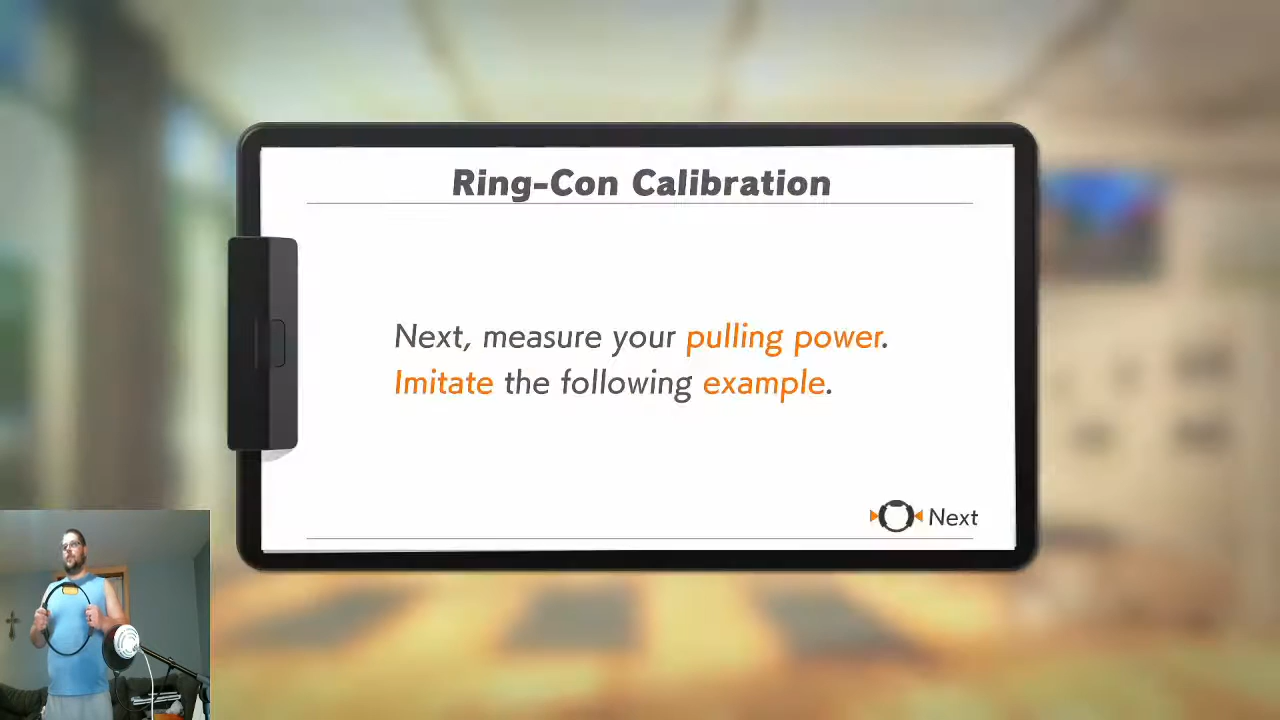 Ring-Con Calibration
Next, measure your pulling power.
Imitate the following example.
Next